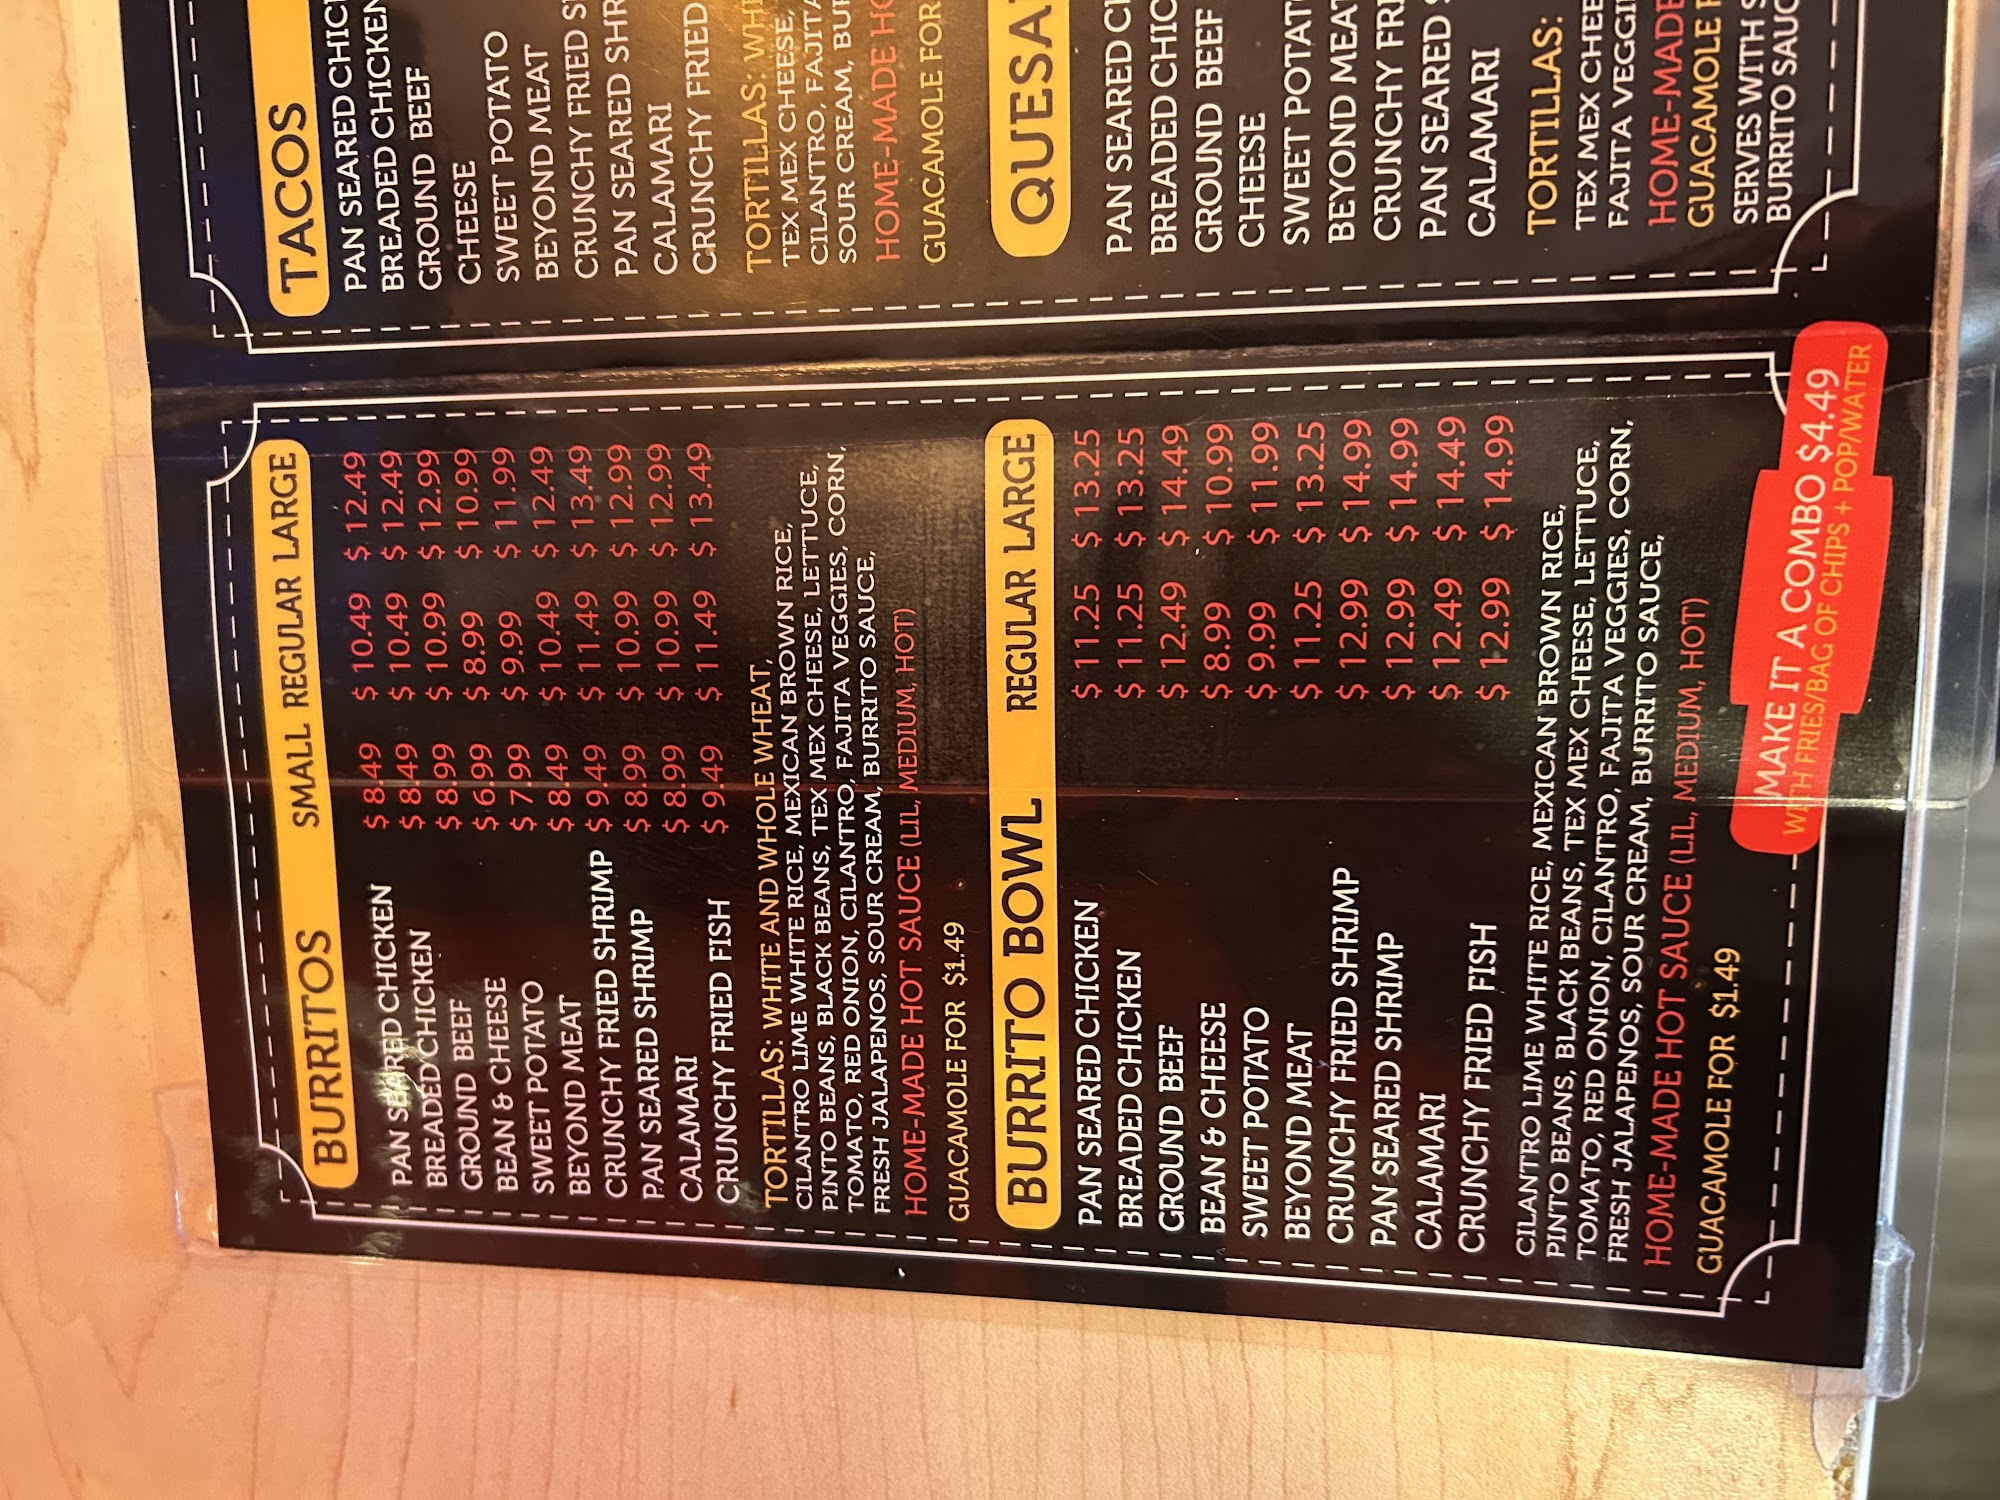 BURRITOS SMALL REGULAR LARGE
PAN SEARED CHICKEN $ 8.49 $ 10.49 $ 12.49
BREADED CHICKEN $ 8.49 $ 10.49 $ 12.49
GROUND BEEF $ 8.99 $ 10.99 $ 12.99
BEAN & CHEESE $ 6.99 $ 8.99 $ 10.99
SWEET POTATO $ 7.99 $ 9.99 $ 11.99
BEYOND MEAT $ 8.49 $ 10.49 $ 12.49
CRUNCHY FRIED SHRIMP $ 9.49 $ 11.49 $ 13.49
PAN SEARED SHRIMP $ 8.99 $ 10.99 $ 12.99
CALAMARI $ 8.99 $ 10.99 $ 12.99
CRUNCHY FRIED FISH $ 9.49 $ 11.49 $ 13.49
TORTILLAS: WHITE AND WHOLE WHEAT,
CILANTRO LIME WHITE RICE, MEXICAN BROWN RICE,
PINTO BEANS, BLACK BEANS, TEX MEX CHEESE, LETTUCE,
TOMATO, RED ONION, CILANTRO, FAJITA VEGGIES, CORN,
FRESH JALAPENOS, SOUR CREAM, BURRITO SAUCE,
HOME-MADE HOT SAUCE (LIL, MEDIUM, HOT)
GUACAMOLE FOR $1.49
BURRITO BOWL REGULAR LARGE
PAN SEARED CHICKEN $ 11.25 $ 13.25
BREADED CHICKEN $ 11.25 $ 13.25
GROUND BEEF $ 12.49 $ 14.49
BEAN & CHEESE $ 8.99 $ 10.99
SWEET POTATO $ 9.99 $ 11.99
BEYOND MEAT $ 11.25 $ 13.25
CRUNCHY FRIED SHRIMP $ 12.99 $ 14.99
PAN SEARED SHRIMP $ 12.99 $ 14.99
CALAMARI $ 12.49 $ 14.49
CRUNCHY FRIED FISH $ 12.99 $ 14.99
CILANTRO LIME WHITE RICE, MEXICAN BROWN RICE,
PINTO BEANS, BLACK BEANS, TEX MEX CHEESE, LETTUCE,
TOMATO, RED ONION, CILANTRO, FAJITA VEGGIES, CORN,
FRESH JALAPENOS, SOUR CREAM, BURRITO SAUCE,
HOME-MADE HOT SAUCE (LIL, MEDIUM, HOT)
GUACAMOLE FOR $1.49
MAKE IT A COMBO $4.49
WITH FRIES/BAG OF CHIPS + POP/WATER
TACOS
PAN SEARED
BREADED CHICKEN
GROUND BEEF
CHEESE
SWEET POTATO
BEYOND MEAT
CRUNCHY FRIED
PAN SEARED
CALAMARI
CRUNCHY FRIED
TORTILLAS:
TEX MEX CHEESE,
CILANTRO,
SOUR CREAM,
HOME-MADE
GUACAMOLE FOR
PAN SEARED
BREADED
GROUND BEEF
CHEESE
SWEET
BEYOND
CRUNCHY
PAN SEARED
CALAMARI
TORTILLAS:
TEX MEX
FAJITA
HOME-MADE
GUACAMOLE
SERVES WITH
BURRITO